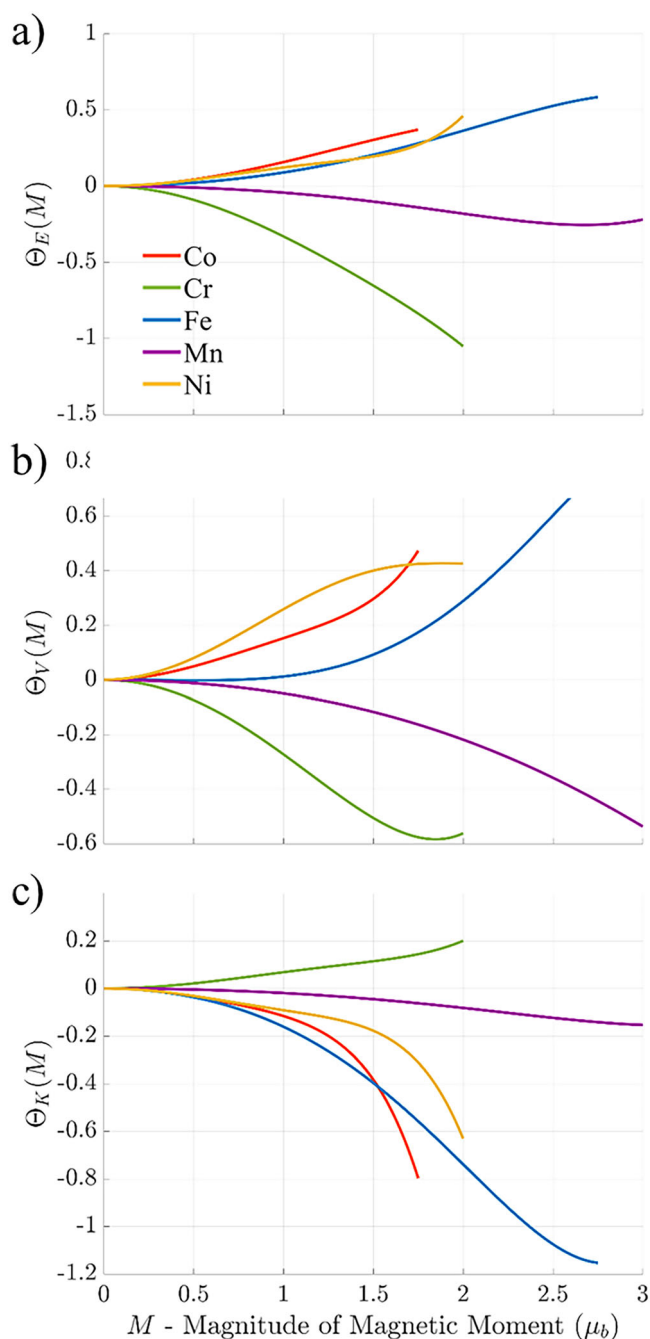 a)
1
0.5
0
-0.5
-1
-1.5
Θ_E(M)
Co
Cr
Fe
Mn
Ni
b)
0.6
0.4
0.2
0
-0.2
-0.4
-0.6
Θ_V(M)
c)
0.2
0
-0.2
-0.4
-0.6
-0.8
-1
-1.2
Θ_K(M)
0 0.5 1 1.5 2 2.5 3
M - Magnitude of Magnetic Moment (μ_b)